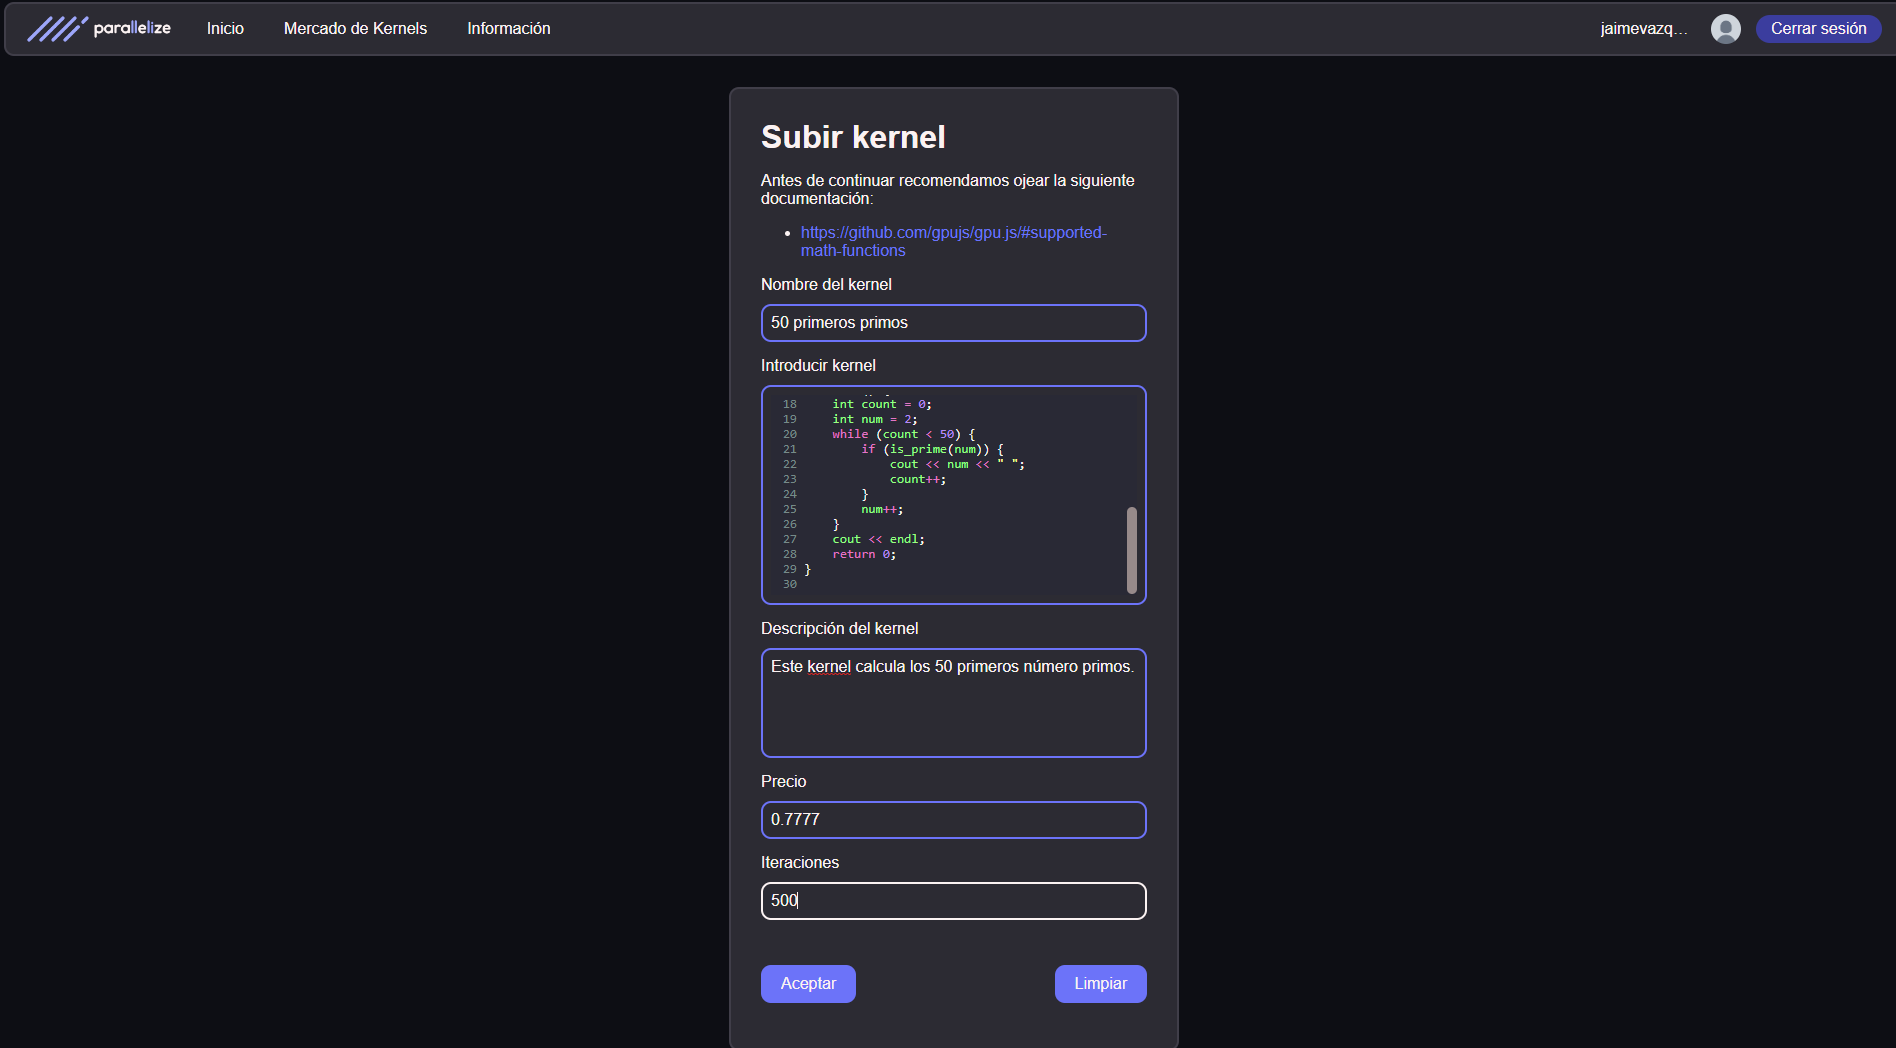 parallelize Inicio Mercado de Kernels Información jaimevazq... Cerrar sesión
Subir kernel
Antes de continuar recomendamos ojear la siguiente
documentación:
• https://github.com/gpujs/gpu.js/#supported-
math-functions
Nombre del kernel
50 primeros primos
Introducir kernel
18 int count = 0;
19 int num = 2;
20 while (count < 50) {
21 if (is_prime(num)) {
22 cout << num << " ";
23 count++;
24 }
25 num++;
26 }
27 cout << endl;
28 return 0;
29 }
30
Descripción del kernel
Este kernel calcula los 50 primeros número primos.
Precio
0.7777
Iteraciones
500
Aceptar Limpiar